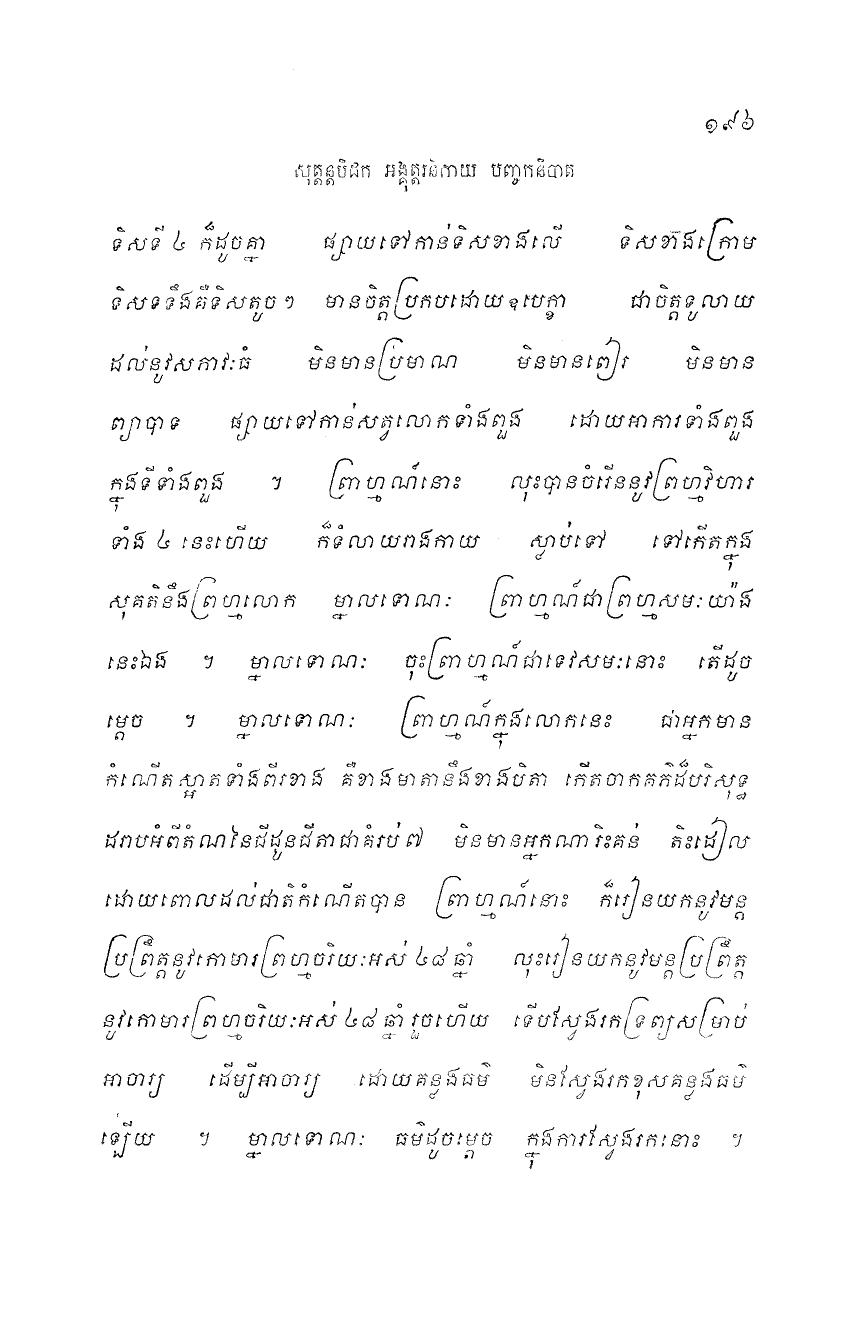 ១៩៦
សុត្តន្តបិដក អង្គុត្តរនិកាយ បញ្ចកនិបាត
ទិសទី ៤ ក៏ដូចគ្នា ផ្សាយទៅកាន់ទិសខាងលើ ទិសខាងក្រោម
ទិសទទឹងគឺទិសតូចៗ មានចិត្តប្រកបដោយឧបេក្ខា ជាចិត្តទូលាយ
ដល់នូវសភាវៈធំ មិនមានប្រមាណ មិនមានពៀរ មិនមាន
ព្យាបាទ ផ្សាយទៅកាន់សត្វលោកទាំងពួង ដោយអាការទាំងពួង
ក្នុងទីទាំងពួង ។ ព្រាហ្មណ៍នោះ លុះបានចំរើននូវព្រហ្មវិហារ
ទាំង ៤ នេះហើយ ក៏ទំលាយរាងកាយ ស្លាប់ទៅ ទៅកើតក្នុង
សុគតិនឹងព្រហ្មលោក ម្នាលទោណៈ ព្រាហ្មណ៍ជាព្រហ្មសមៈយ៉ាង
នេះឯង ។ ម្នាលទោណៈ ចុះព្រាហ្មណ៍ជាទេវសមៈនោះ តើដូច
ម្តេច ។ ម្នាលទោណៈ ព្រាហ្មណ៍ក្នុងលោកនេះ ជាអ្នកមាន
កំណើតស្អាតទាំងពីរខាង គឺខាងមាតានឹងខាងបិតា កើតចាកគភ៌ដ៏បរិសុទ្ធ
ដរាបអំពីតំណនៃជីដូនជីតាជាគំរប់ ៧ មិនមានអ្នកណារិះគន់ តិះដៀល
ដោយពោលដល់ជាតិកំណើតបាន ព្រាហ្មណ៍នោះ ក៏រៀនយកនូវមន្ត
ប្រព្រឹត្តនូវកោមារព្រហ្មចរិយៈអស់ ៤៨ ឆ្នាំ លុះរៀនយកនូវមន្តប្រព្រឹត្ត
នូវកោមារព្រហ្មចរិយៈអស់ ៤៨ ឆ្នាំ រួចហើយ ទើបស្វែងរកទ្រព្យសម្រាប់
អាចារ្យ ដើម្បីអាចារ្យ ដោយគន្លងធម៌ មិនស្វែងរកខុសគន្លងធម៌
ឡើយ ។ ម្នាលទោណៈ ធម៌ដូចម្តេច ក្នុងការស្វែងរកនោះ ។